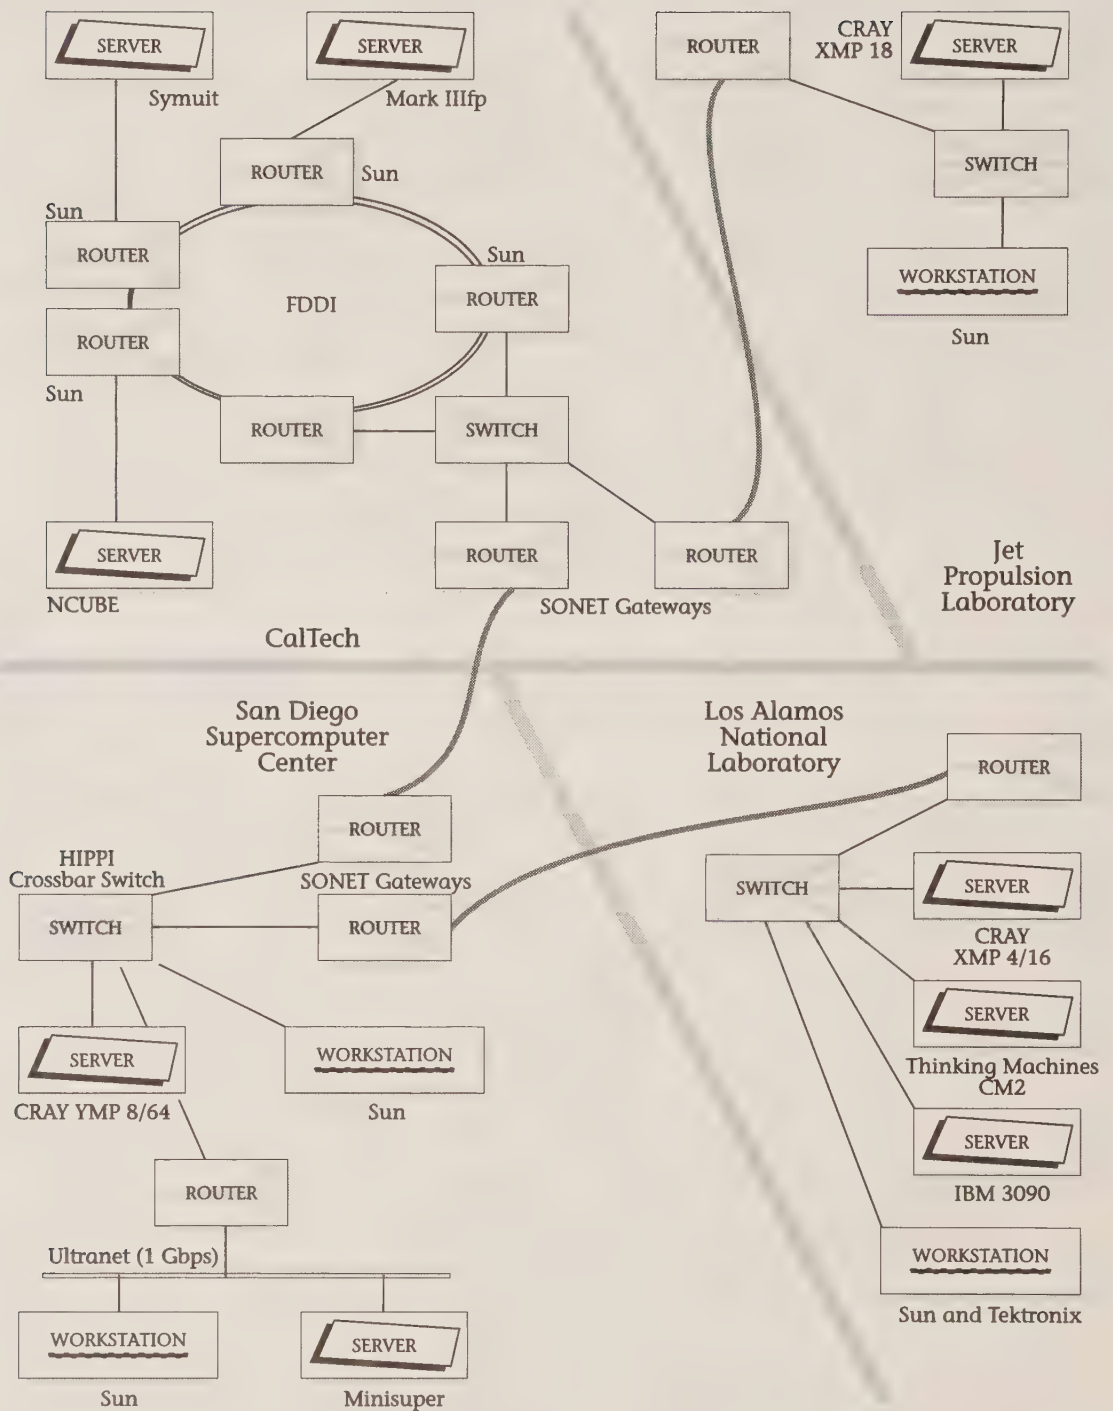 SERVER
Symuit
SERVER
Mark IIIfp
ROUTER
Sun
Sun
ROUTER
Sun
ROUTER
FDDI
ROUTER
Sun
ROUTER
SWITCH
SERVER
NCUBE
ROUTER
ROUTER
SONET Gateways
CalTech
ROUTER
CRAY
XMP 18
SERVER
SWITCH
WORKSTATION
Sun
Jet
Propulsion
Laboratory
San Diego
Supercomputer
Center
ROUTER
SONET Gateways
HIPPI
Crossbar Switch
SWITCH
ROUTER
SERVER
CRAY YMP 8/64
WORKSTATION
Sun
ROUTER
Ultranet (1 Gbps)
WORKSTATION
Sun
SERVER
Minisuper
Los Alamos
National
Laboratory
ROUTER
SWITCH
SERVER
CRAY
XMP 4/16
SERVER
Thinking Machines
CM2
SERVER
IBM 3090
WORKSTATION
Sun and Tektronix